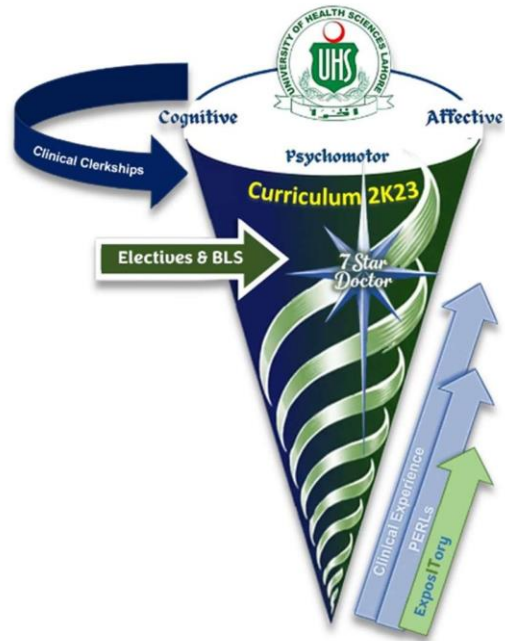 UNIVERSITY OF HEALTH SCIENCES LAHORE
UHS
اقرأ
Cognitive
Affective
Psychomotor
Clinical Clerkships
Curriculum 2K23
Electives & BLS
7 Star
Doctor
Clinical Experience
PERLs
ExposITory